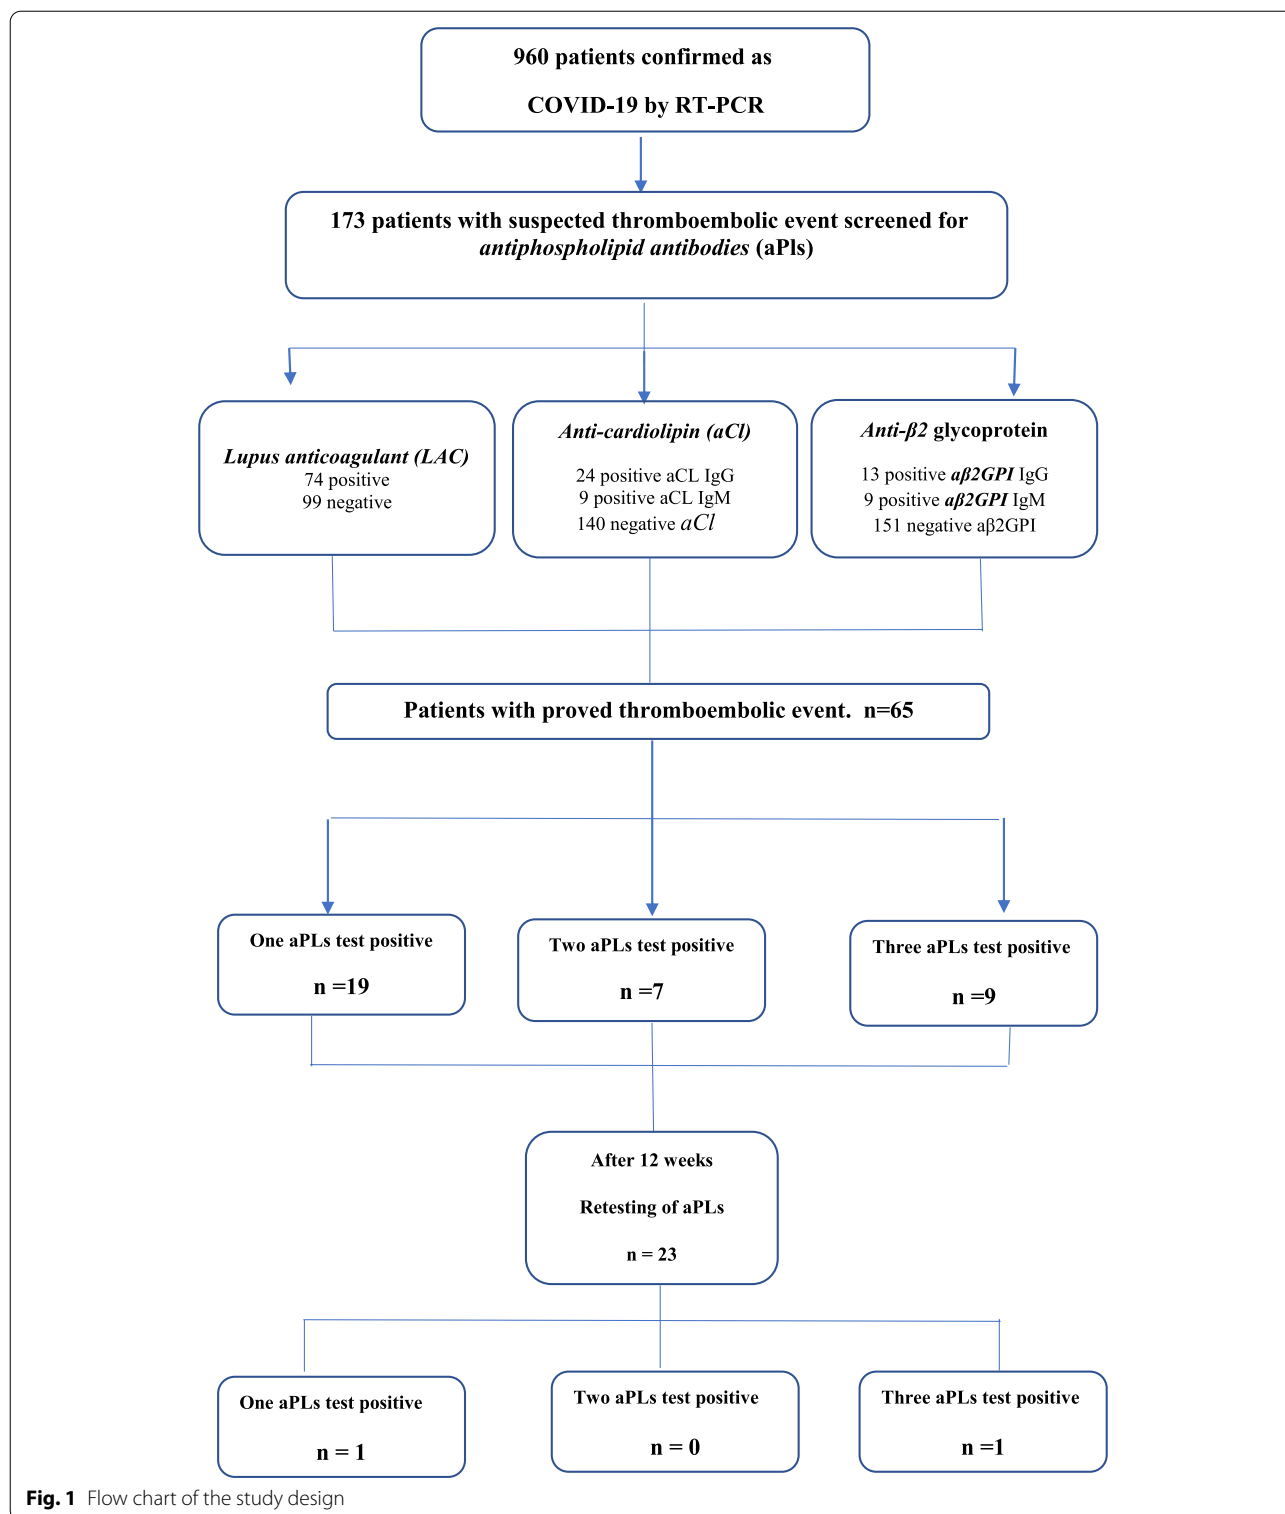 960 patients confirmed as
COVID-19 by RT-PCR
173 patients with suspected thromboembolic event screened for
antiphospholipid antibodies (aPls)
Lupus anticoagulant (LAC)
74 positive
99 negative
Anti-cardiolipin (aCl)
24 positive aCL IgG
9 positive aCL IgM
140 negative aCl
Anti-β2 glycoprotein
13 positive aβ2GPI IgG
9 positive aβ2GPI IgM
151 negative aβ2GPI
Patients with proved thromboembolic event. n=65
One aPLs test positive
n =19
Two aPLs test positive
n =7
Three aPLs test positive
n =9
After 12 weeks
Retesting of aPLs
n = 23
One aPLs test positive
n = 1
Two aPLs test positive
n = 0
Three aPLs test positive
n =1
Fig. 1 Flow chart of the study design